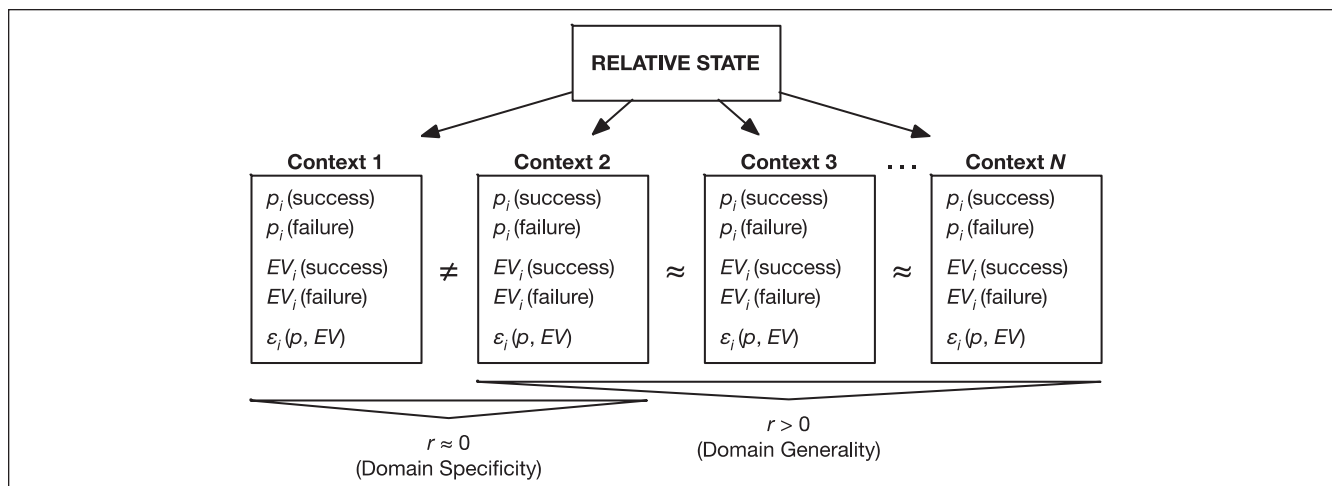 RELATIVE STATE
Context 1 Context 2 Context 3 ... Context N
p_i (success) p_i (success) p_i (success) p_i (success)
p_i (failure) p_i (failure) p_i (failure) p_i (failure)
EV_i (success) EV_i (success) EV_i (success) EV_i (success)
≠ ≈ ≈
EV_i (failure) EV_i (failure) EV_i (failure) EV_i (failure)
ε_i (p, EV) ε_i (p, EV) ε_i (p, EV) ε_i (p, EV)
r > 0
(Domain Generality)
r ≈ 0
(Domain Specificity)